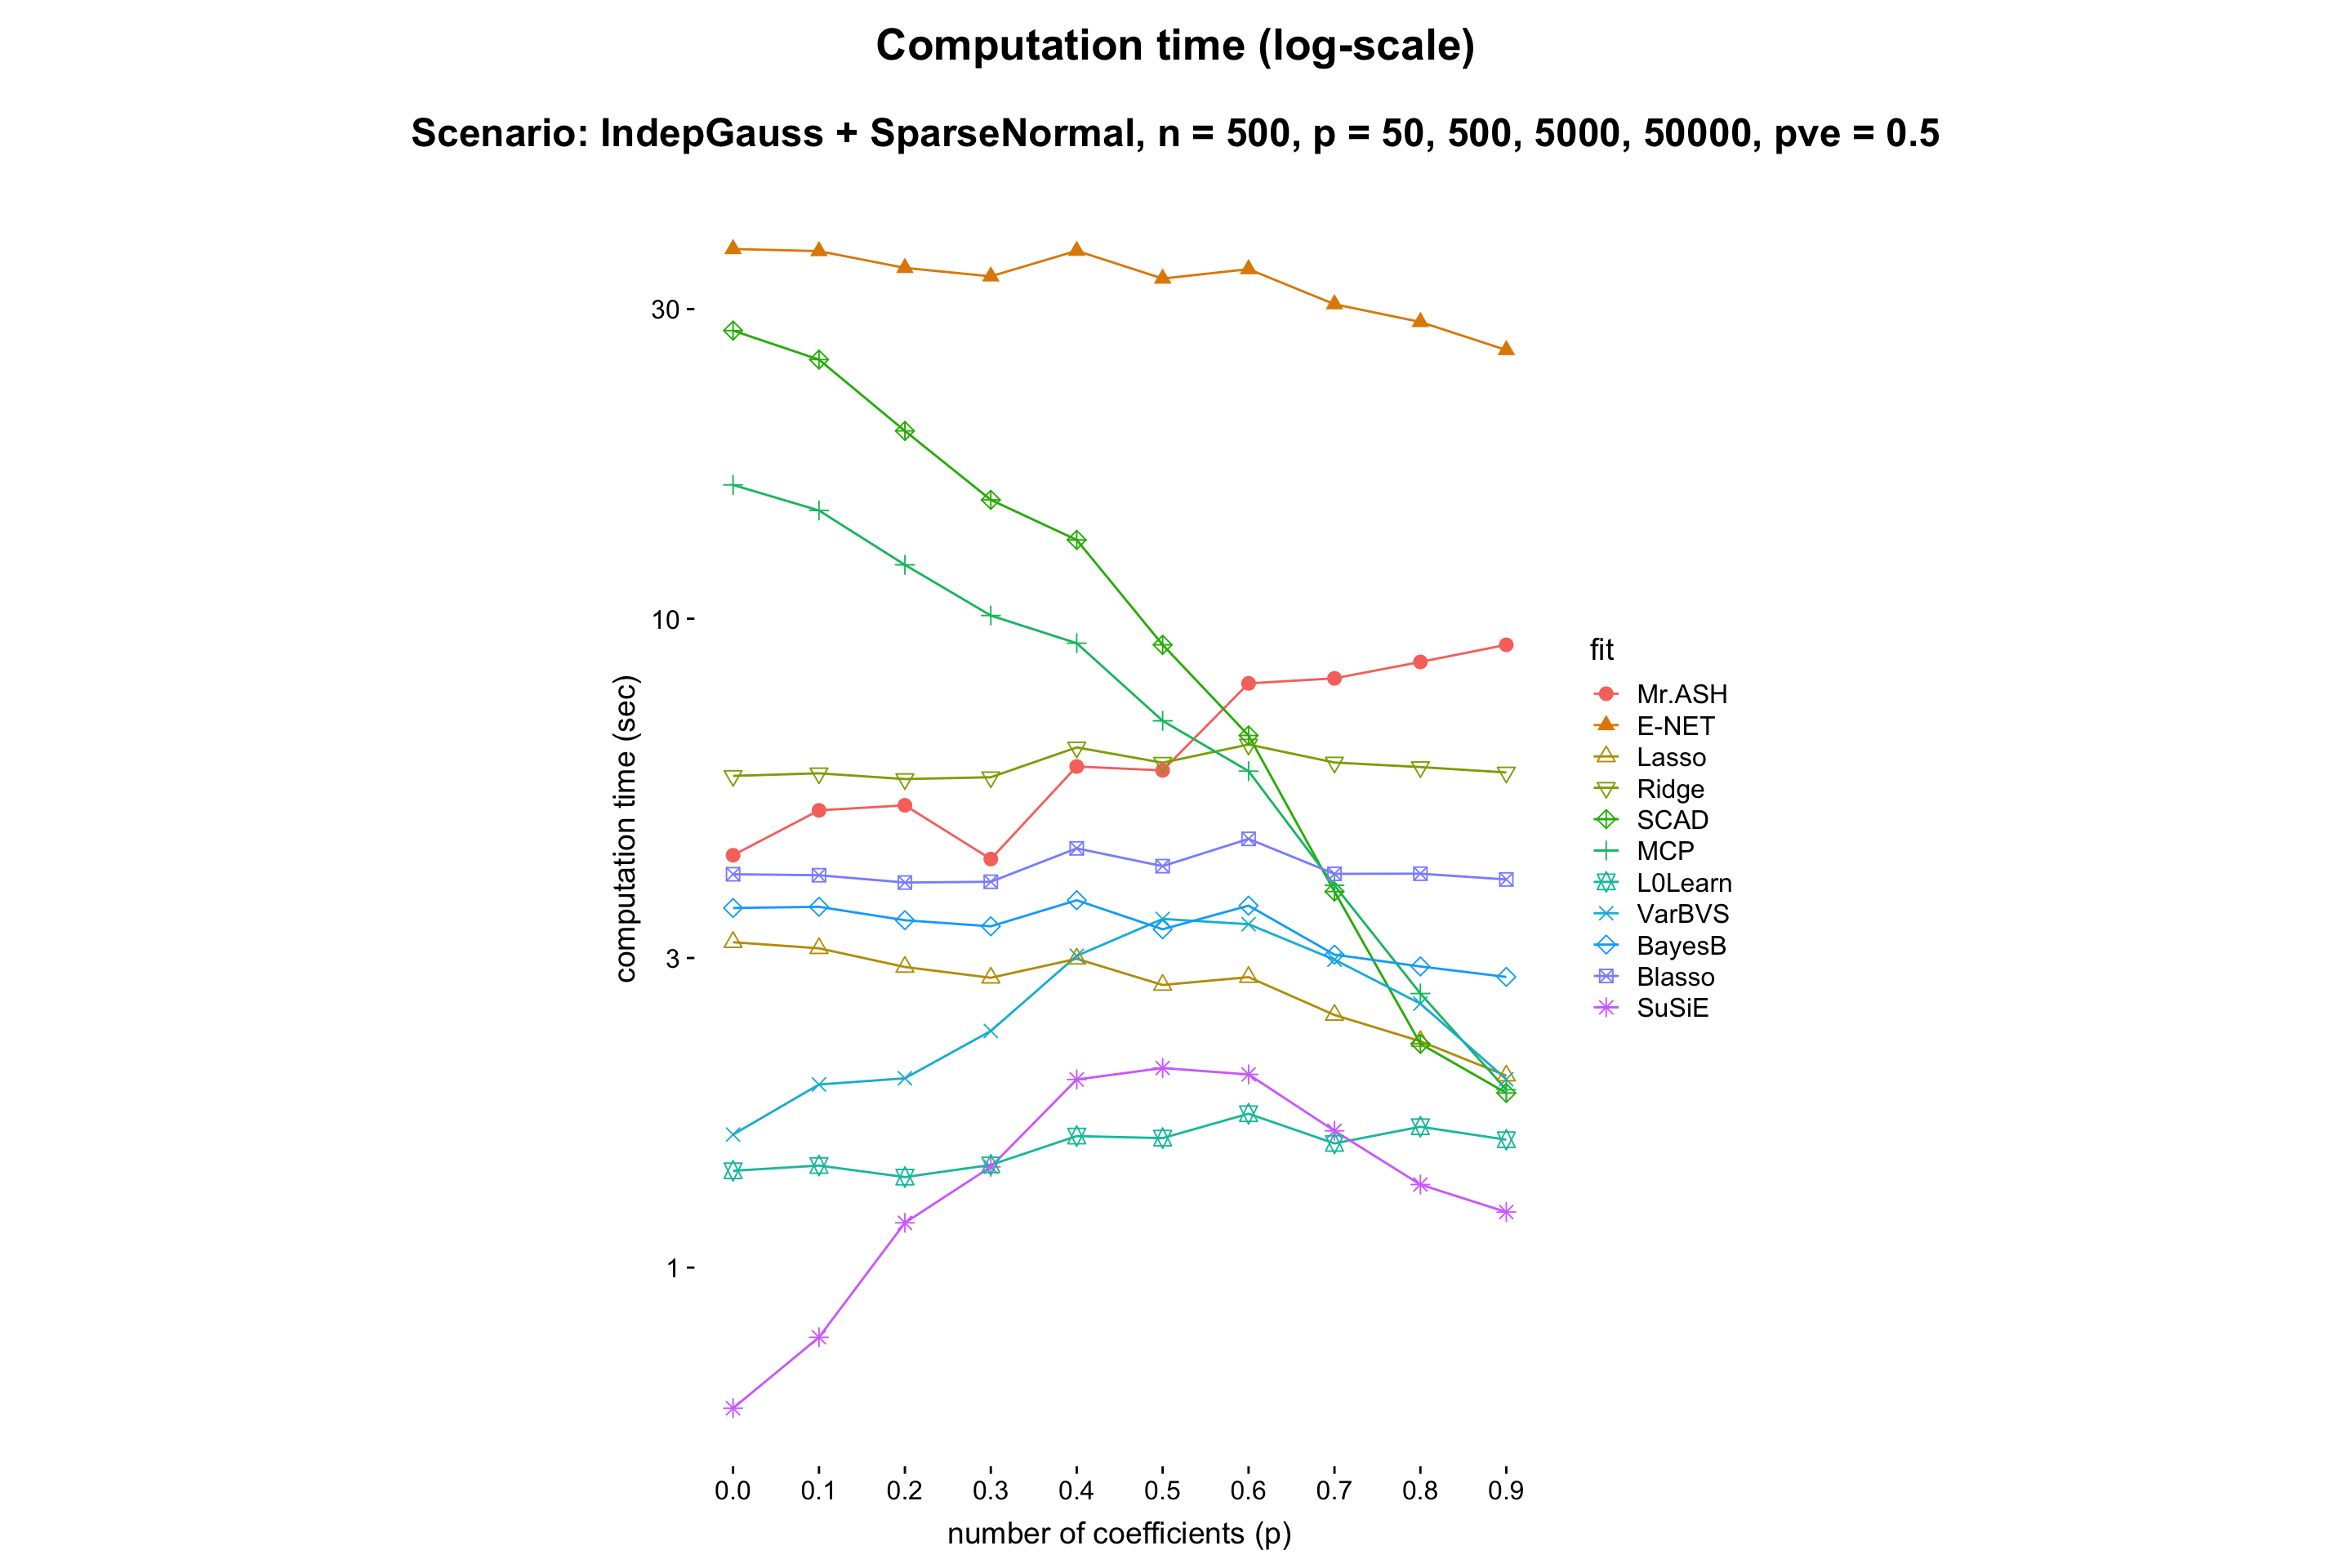 Computation time (log-scale)
Scenario: IndepGauss + SparseNormal, n = 500, p = 50, 500, 5000, 50000, pve = 0.5
30
10
3
1
computation time (sec)
0.0 0.1 0.2 0.3 0.4 0.5 0.6 0.7 0.8 0.9
number of coefficients (p)
fit
Mr.ASH
E-NET
Lasso
Ridge
SCAD
MCP
L0Learn
VarBVS
BayesB
Blasso
SuSiE